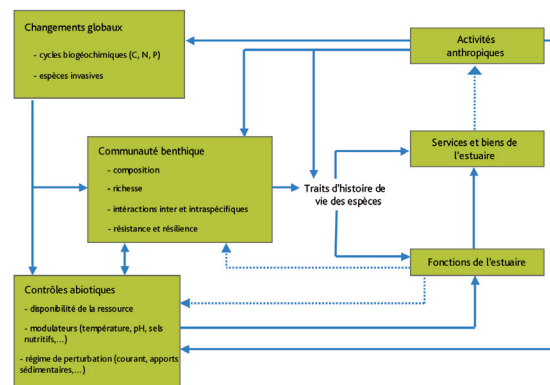 Changements globaux
- cycles biogéochimiques (C, N, P)
- espèces invasives
Activités
anthropiques
Communauté benthique
- composition
- richesse
- intéractions inter et intraspécifiques
- résistance et résilience
Traits d'histoire de
vie des espèces
Services et biens de
l'estuaire
Fonctions de l'estuaire
Contrôles abiotiques
- disponibilité de la ressource
- modulateurs (température, pH, sels
nutritifs,...)
- régime de perturbation (courant, apports
sédimentaires,...)